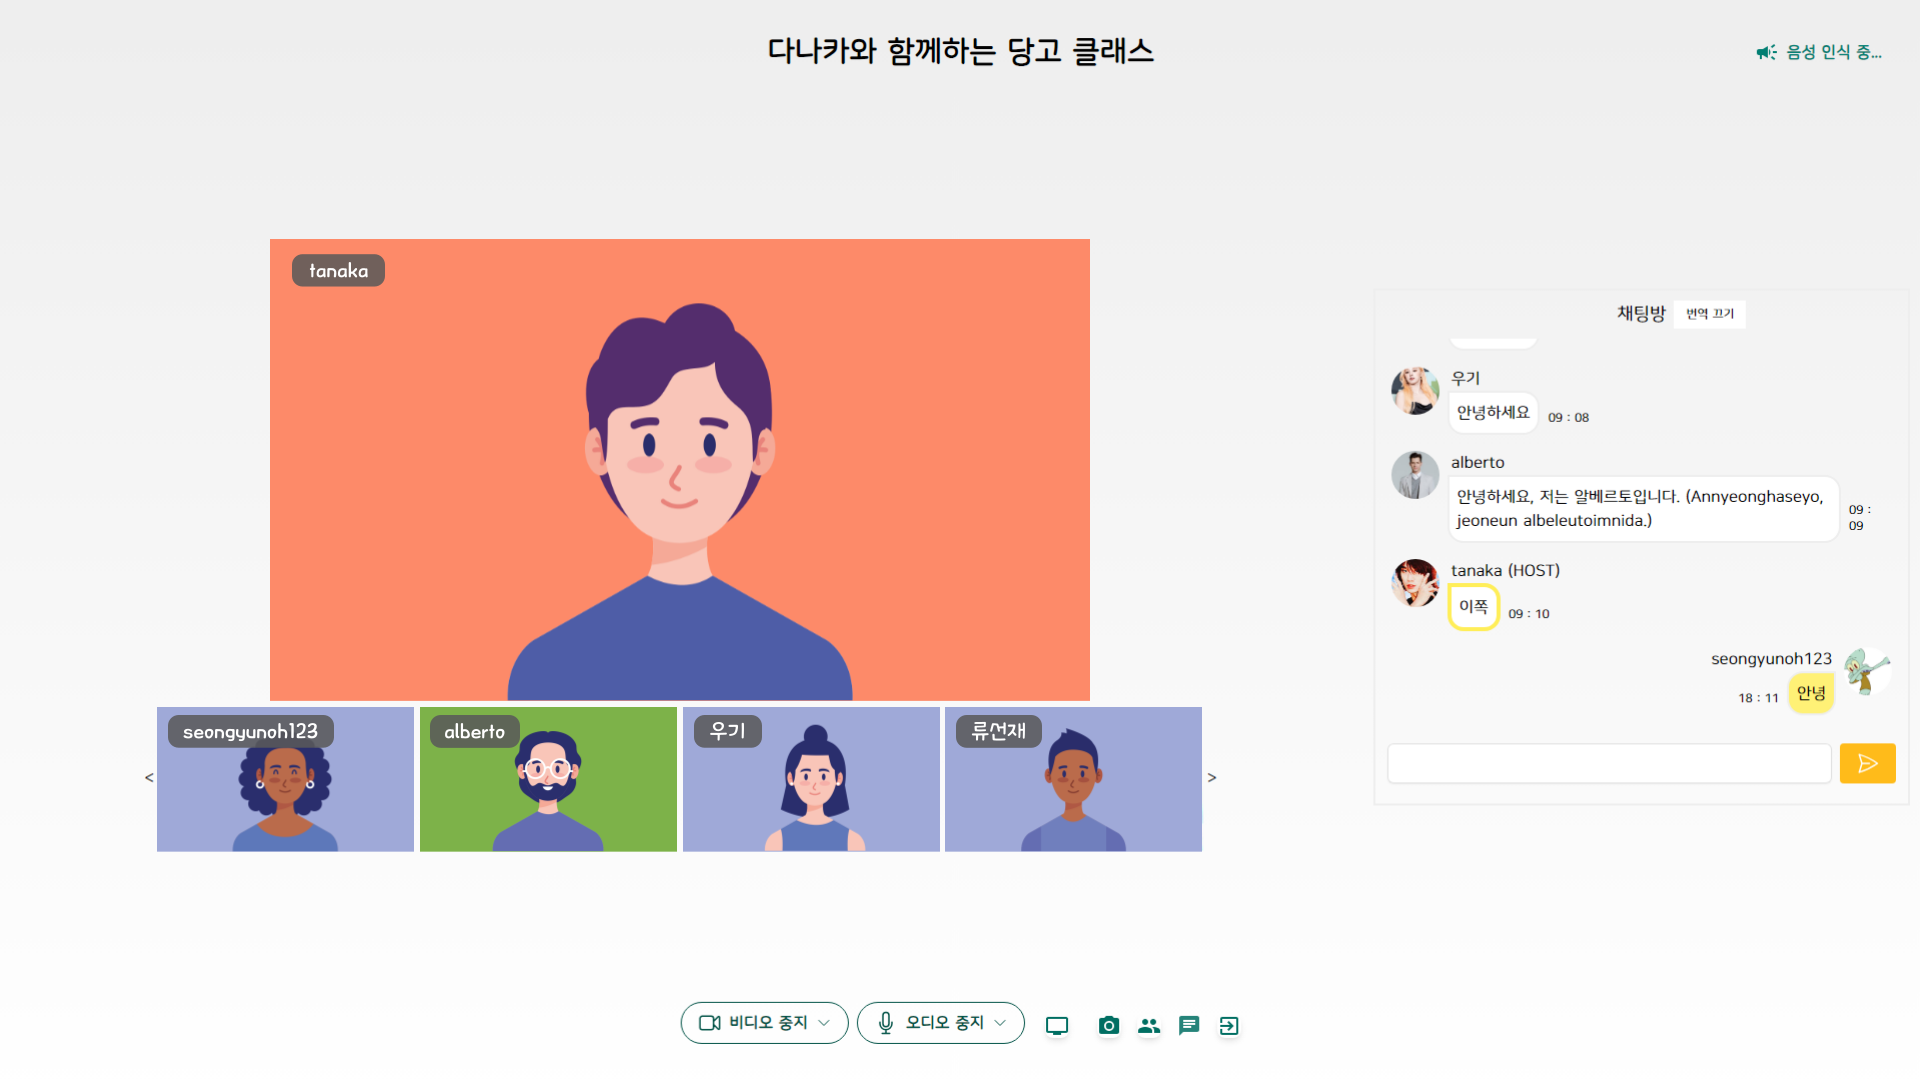 다나카와 함께하는 당고 클래스
음성 인식 중...
tanaka
seongyunoh123
alberto
우기
류선재
<
>
채팅방
번역 끄기
우기
안녕하세요
09 : 08
alberto
안녕하세요, 저는 알베르토입니다. (Annyeonghaseyo,
jeoneun albeleutoimnida.)
09 :
09
tanaka (HOST)
이쪽
09 : 10
seongyunoh123
18 : 11
안녕
비디오 중지
오디오 중지